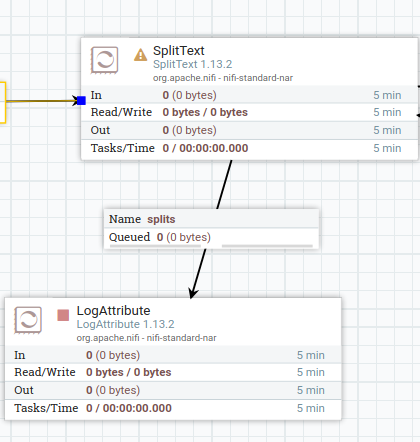 SplitText
SplitText 1.13.2
org.apache.nifi - nifi-standard-nar
In 0 (0 bytes) 5 min
Read/Write 0 bytes / 0 bytes 5 min
Out 0 (0 bytes) 5 min
Tasks/Time 0 / 00:00:00.000 5 min
Name splits
Queued 0 (0 bytes)
LogAttribute
LogAttribute 1.13.2
org.apache.nifi - nifi-standard-nar
In 0 (0 bytes) 5 min
Read/Write 0 bytes / 0 bytes 5 min
Out 0 (0 bytes) 5 min
Tasks/Time 0 / 00:00:00.000 5 min